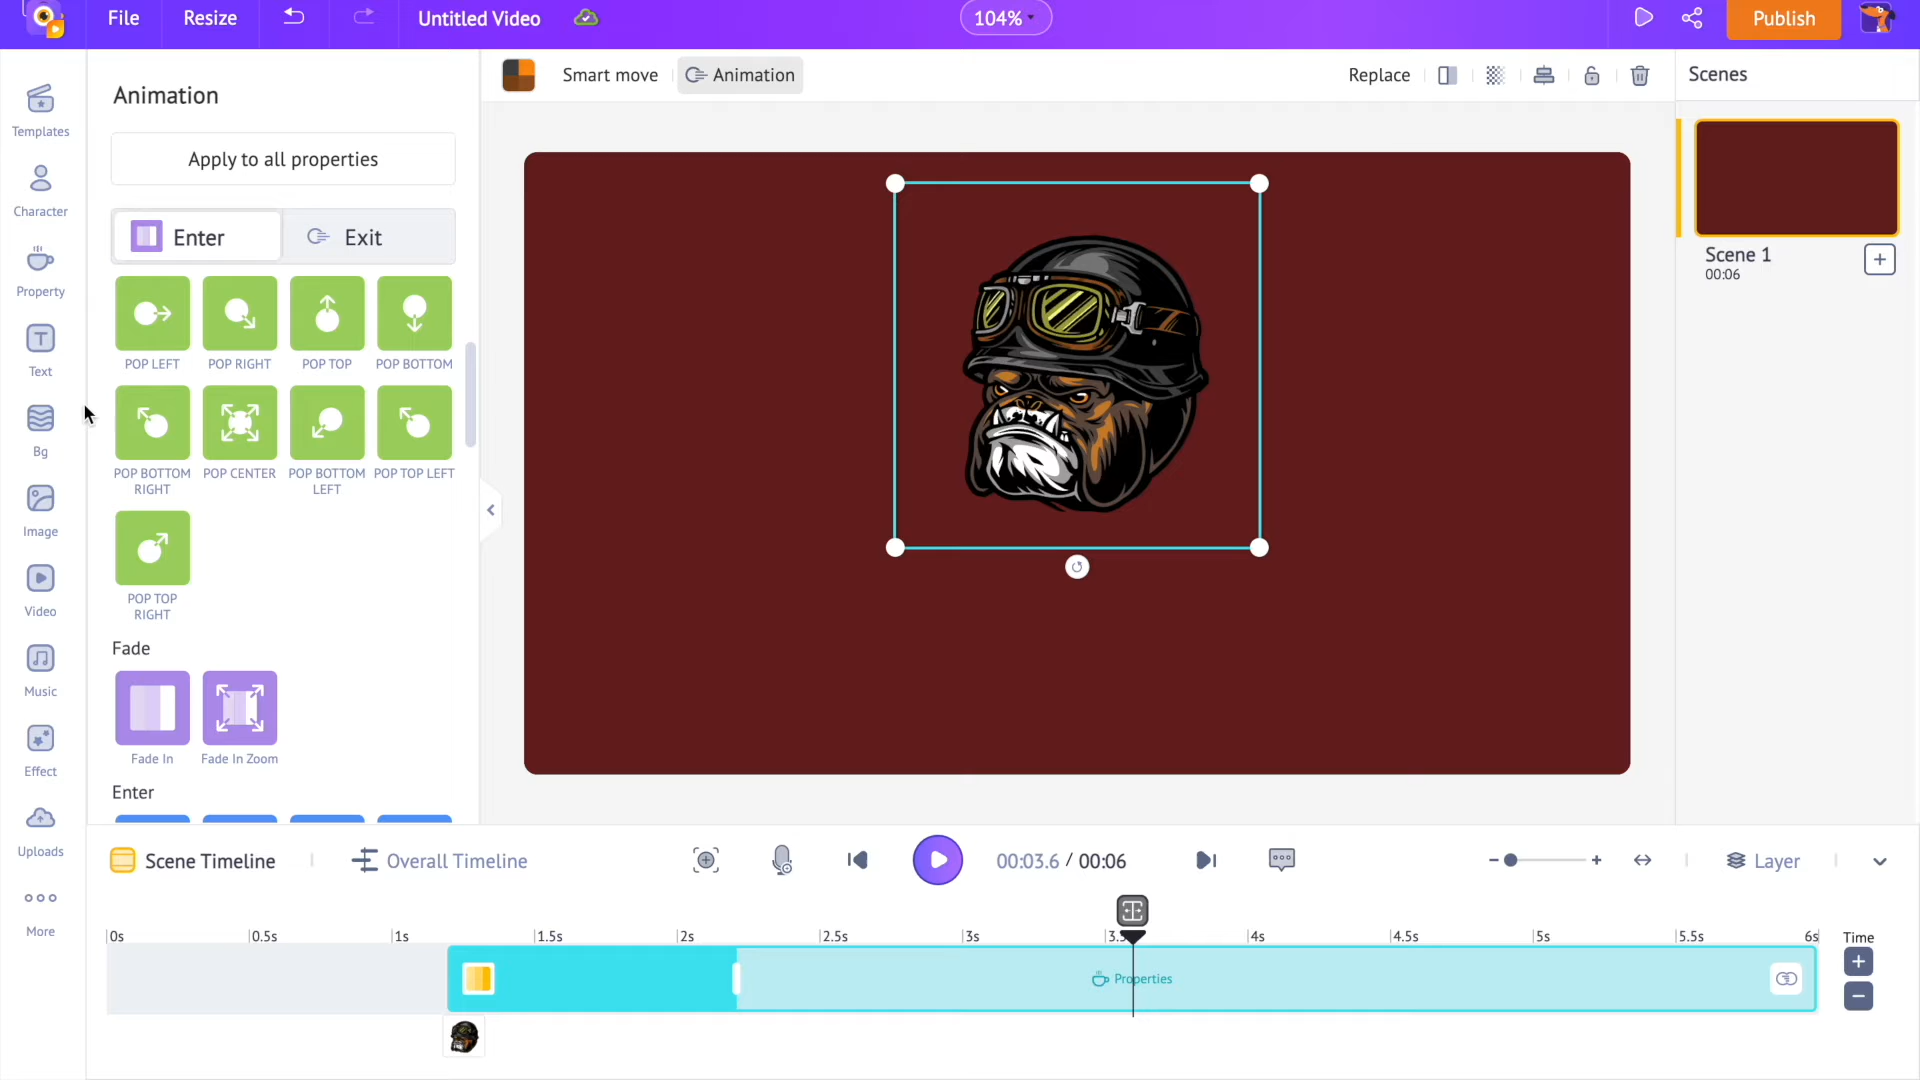 File
Resize
Untitled Video
104%
Publish
Templates
Character
Property
Text
Bg
Image
Video
Music
Effect
Uploads
More
Animation
Apply to all properties
Enter
Exit
POP LEFT
POP RIGHT
POP TOP
POP BOTTOM
POP BOTTOM RIGHT
POP CENTER
POP BOTTOM LEFT
POP TOP LEFT
POP TOP RIGHT
Fade
Fade In
Fade In Zoom
Enter
Smart move
Animation
Replace
Scenes
Scene 1
00:06
Scene Timeline
Overall Timeline
00:03.6 / 00:06
Layer
0s 0.5s 1s 1.5s 2s 2.5s 3s 3.5 4s 4.5s 5s 5.5s 6s
Time
Properties